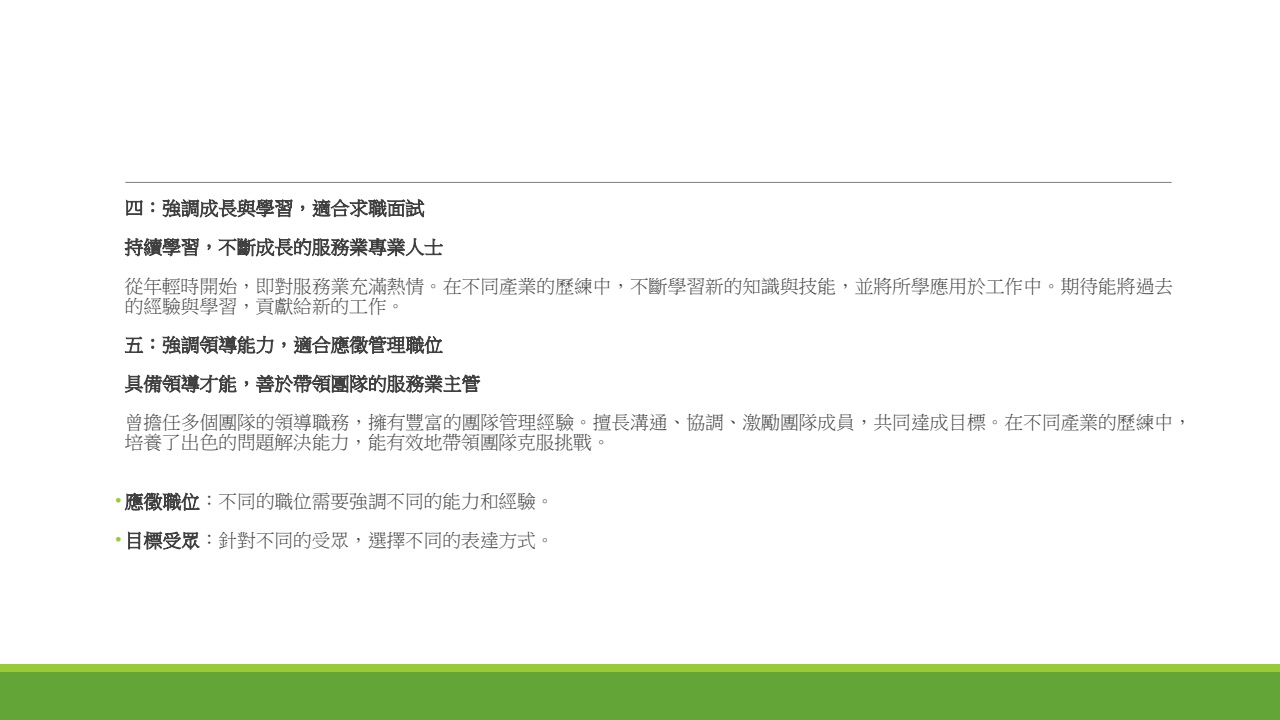 四：強調成長與學習，適合求職面試
持續學習，不斷成長的服務業專業人士
從年輕時開始，即對服務業充滿熱情。在不同產業的歷練中，不斷學習新的知識與技能，並將所學應用於工作中。期待能將過去
的經驗與學習，貢獻給新的工作。
五：強調領導能力，適合應徵管理職位
具備領導才能，善於帶領團隊的服務業主管
曾擔任多個團隊的領導職務，擁有豐富的團隊管理經驗。擅長溝通、協調、激勵團隊成員，共同達成目標。在不同產業的歷練中，
培養了出色的問題解決能力，能有效地帶領團隊克服挑戰。
• 應徵職位：不同的職位需要強調不同的能力和經驗。
• 目標受眾：針對不同的受眾，選擇不同的表達方式。